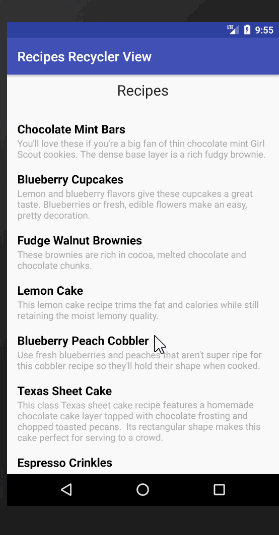 9:55
Recipes Recycler View
Recipes
Chocolate Mint Bars
You'll love these if you're a big fan of thin chocolate mint Girl
Scout cookies. The dense base layer is a rich fudgy brownie.
Blueberry Cupcakes
Lemon and blueberry flavors give these cupcakes a great
taste. Blueberries or fresh, edible flowers make an easy,
pretty decoration.
Fudge Walnut Brownies
These brownies are rich in cocoa, melted chocolate and
chocolate chunks.
Lemon Cake
This lemon cake recipe trims the fat and calories while still
retaining the moist lemony quality.
Blueberry Peach Cobbler
Use fresh blueberries and peaches that aren't super ripe for
this cobbler recipe so they'll hold their shape when cooked.
Texas Sheet Cake
This class Texas sheet cake recipe features a homemade
chocolate cake layer topped with chocolate frosting and
chopped toasted pecans. Its rectangular shape makes this
cake perfect for serving to a crowd.
Espresso Crinkles